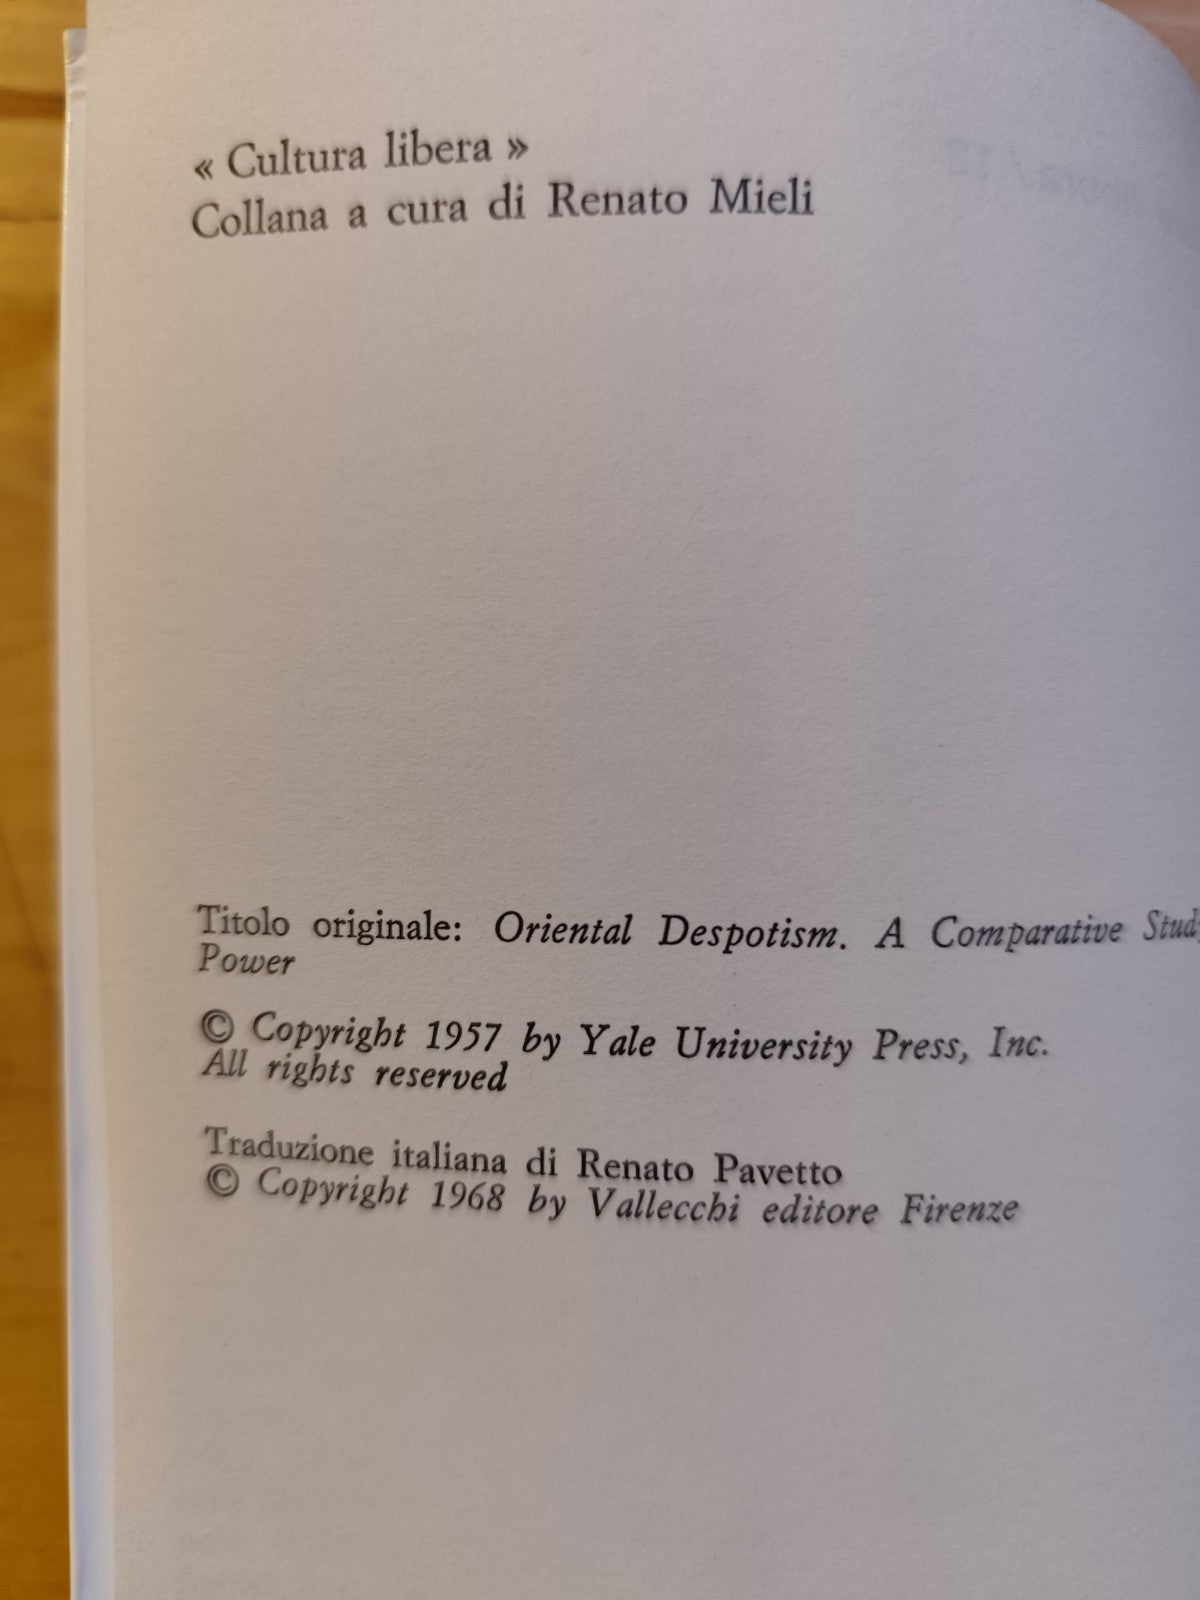 « Cultura libera »
Collana a cura di Renato Mieli
Titolo originale: Oriental Despotism. A Comparative Study
Power
© Copyright 1957 by Yale University Press, Inc.
All rights reserved
Traduzione italiana di Renato Pavetto
© Copyright 1968 by Vallecchi editore Firenze